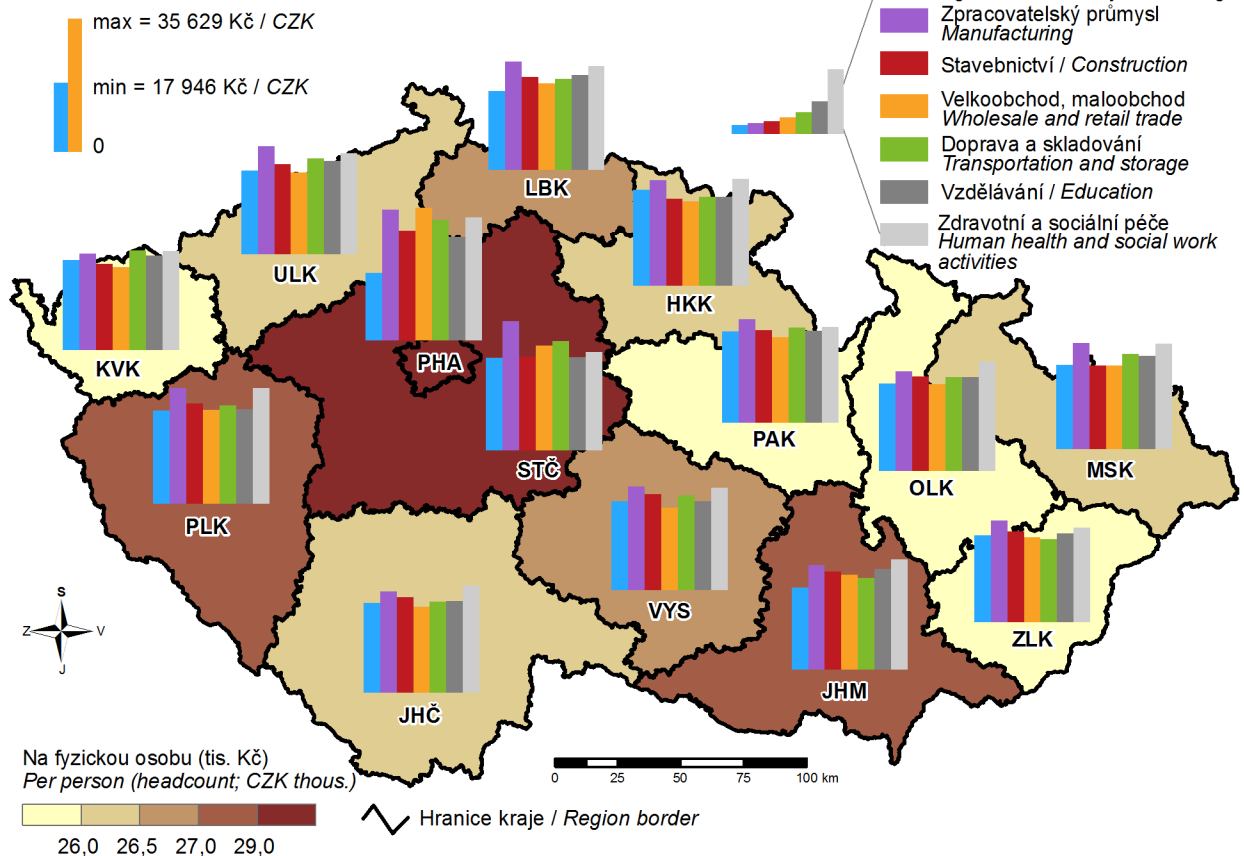 max = 35 629 Kč / CZK
min = 17 946 Kč / CZK
0
Zpracovatelský průmysl
Manufacturing
Stavebnictví / Construction
Velkoobchod, maloobchod
Wholesale and retail trade
Doprava a skladování
Transportation and storage
Vzdělávání / Education
Zdravotní a sociální péče
Human health and social work
activities
LBK
ULK
HKK
KVK
PHA
PAK
STČ
MSK
OLK
PLK
VYS
ZLK
JHM
JHČ
S
Z V
J
Na fyzickou osobu (tis. Kč)
Per person (headcount; CZK thous.)
26,0 26,5 27,0 29,0
0 25 50 75 100 km
Hranice kraje / Region border